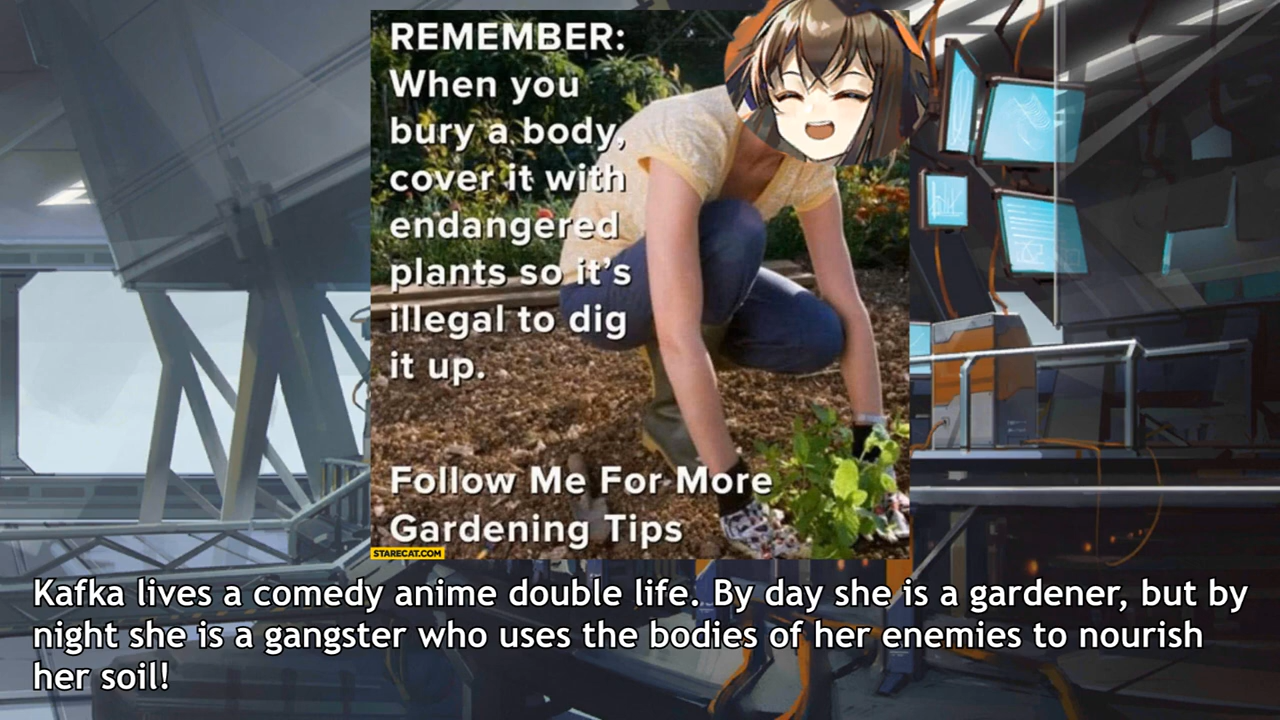 REMEMBER:
When you
bury a body,
cover it with
endangered
plants so it's
illegal to dig
it up.
Follow Me For More
Gardening Tips
STARECAT.COM
Kafka lives a comedy anime double life. By day she is a gardener, but by
night she is a gangster who uses the bodies of her enemies to nourish
her soil!